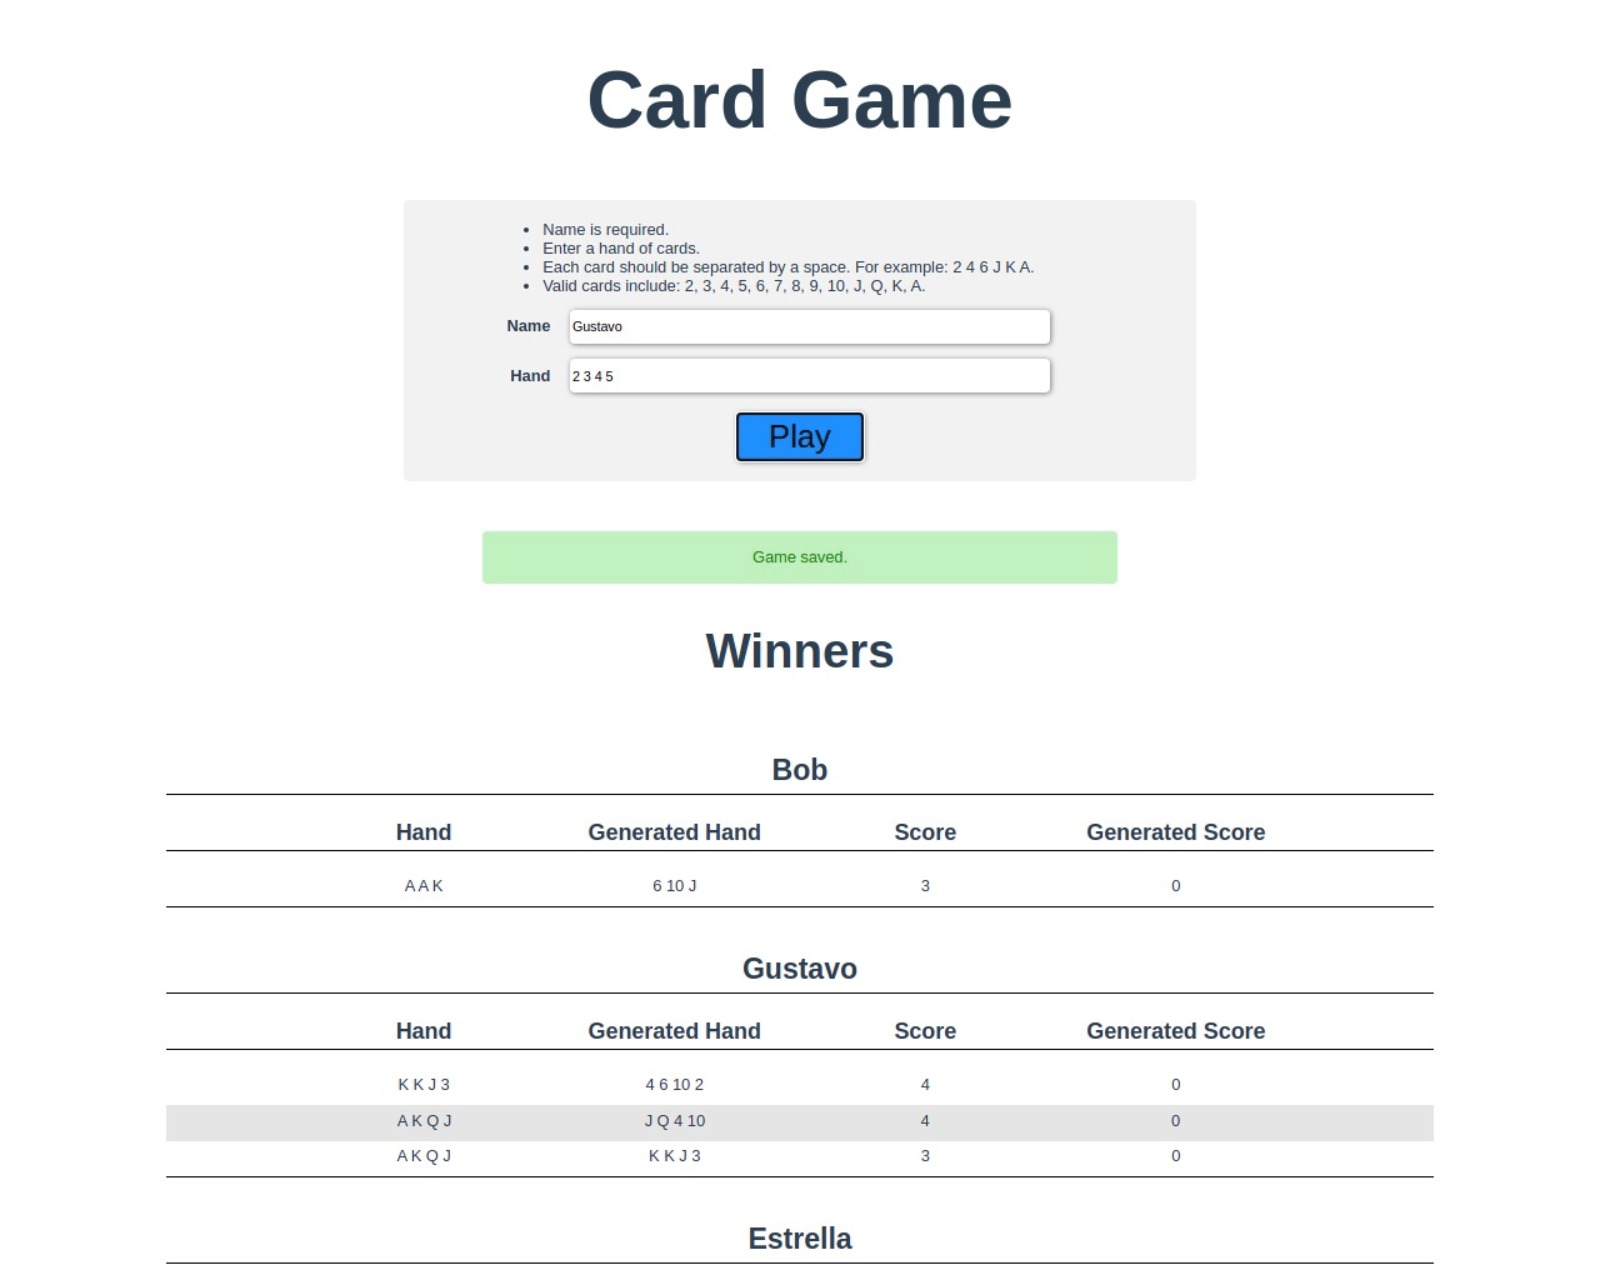 Card Game
Name is required.
Enter a hand of cards.
Each card should be separated by a space. For example: 2 4 6 J K A.
Valid cards include: 2, 3, 4, 5, 6, 7, 8, 9, 10, J, Q, K, A.
Name Gustavo
Hand 2 3 4 5
Play
Game saved.
Winners
Bob
Hand Generated Hand Score Generated Score
A A K 6 10 J 3 0
Gustavo
Hand Generated Hand Score Generated Score
K K J 3 4 6 10 2 4 0
A K Q J J Q 4 10 4 0
A K Q J K K J 3 3 0
Estrella